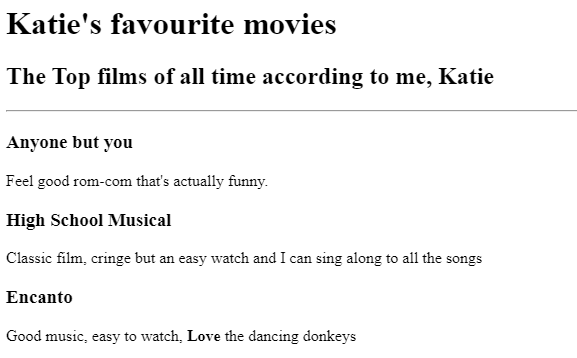 Katie's favourite movies
The Top films of all time according to me, Katie
Anyone but you
Feel good rom-com that's actually funny.
High School Musical
Classic film, cringe but an easy watch and I can sing along to all the songs
Encanto
Good music, easy to watch, Love the dancing donkeys